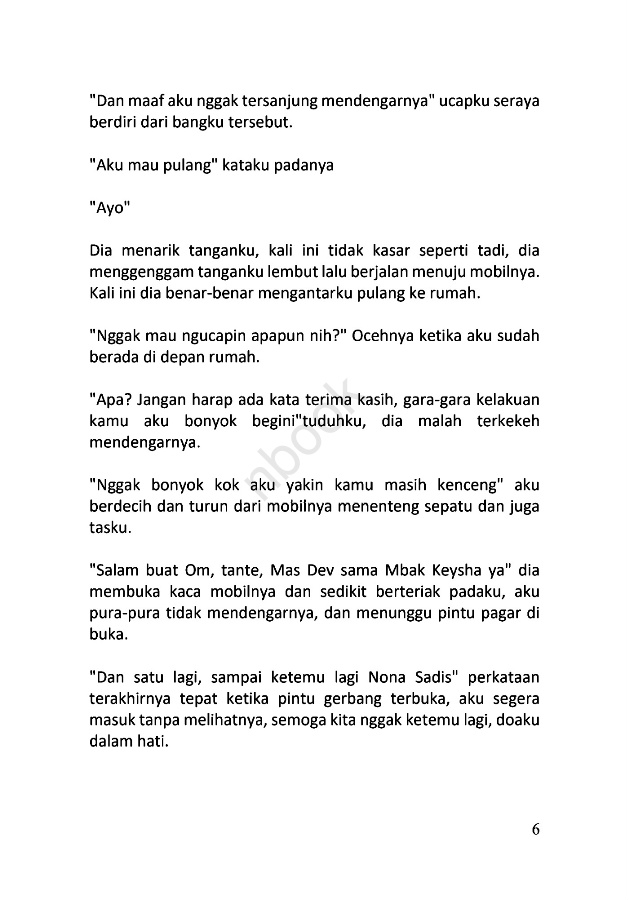 "Dan maaf aku nggak tersanjung mendengarnya" ucapku seraya
berdiri dari bangku tersebut.
"Aku mau pulang" kataku padanya
"Ayo"
Dia menarik tanganku, kali ini tidak kasar seperti tadi, dia
menggenggam tanganku lembut lalu berjalan menuju mobilnya.
Kali ini dia benar-benar mengantarku pulang ke rumah.
"Nggak mau ngucapin apapun nih?" Ocehnya ketika aku sudah
berada di depan rumah.
"Apa? Jangan harap ada kata terima kasih, gara-gara kelakuan
kamu aku bonyok begini"tuduhku, dia malah terkekeh
mendengarnya.
"Nggak bonyok kok aku yakin kamu masih kenceng" aku
berdecih dan turun dari mobilnya menenteng sepatu dan juga
tasku.
"Salam buat Om, tante, Mas Dev sama Mbak Keysha ya" dia
membuka kaca mobilnya dan sedikit berteriak padaku, aku
pura-pura tidak mendengarnya, dan menunggu pintu pagar di
buka.
"Dan satu lagi, sampai ketemu lagi Nona Sadis" perkataan
terakhirnya tepat ketika pintu gerbang terbuka, aku segera
masuk tanpa melihatnya, semoga kita nggak ketemu lagi, doaku
dalam hati.
nbook
6